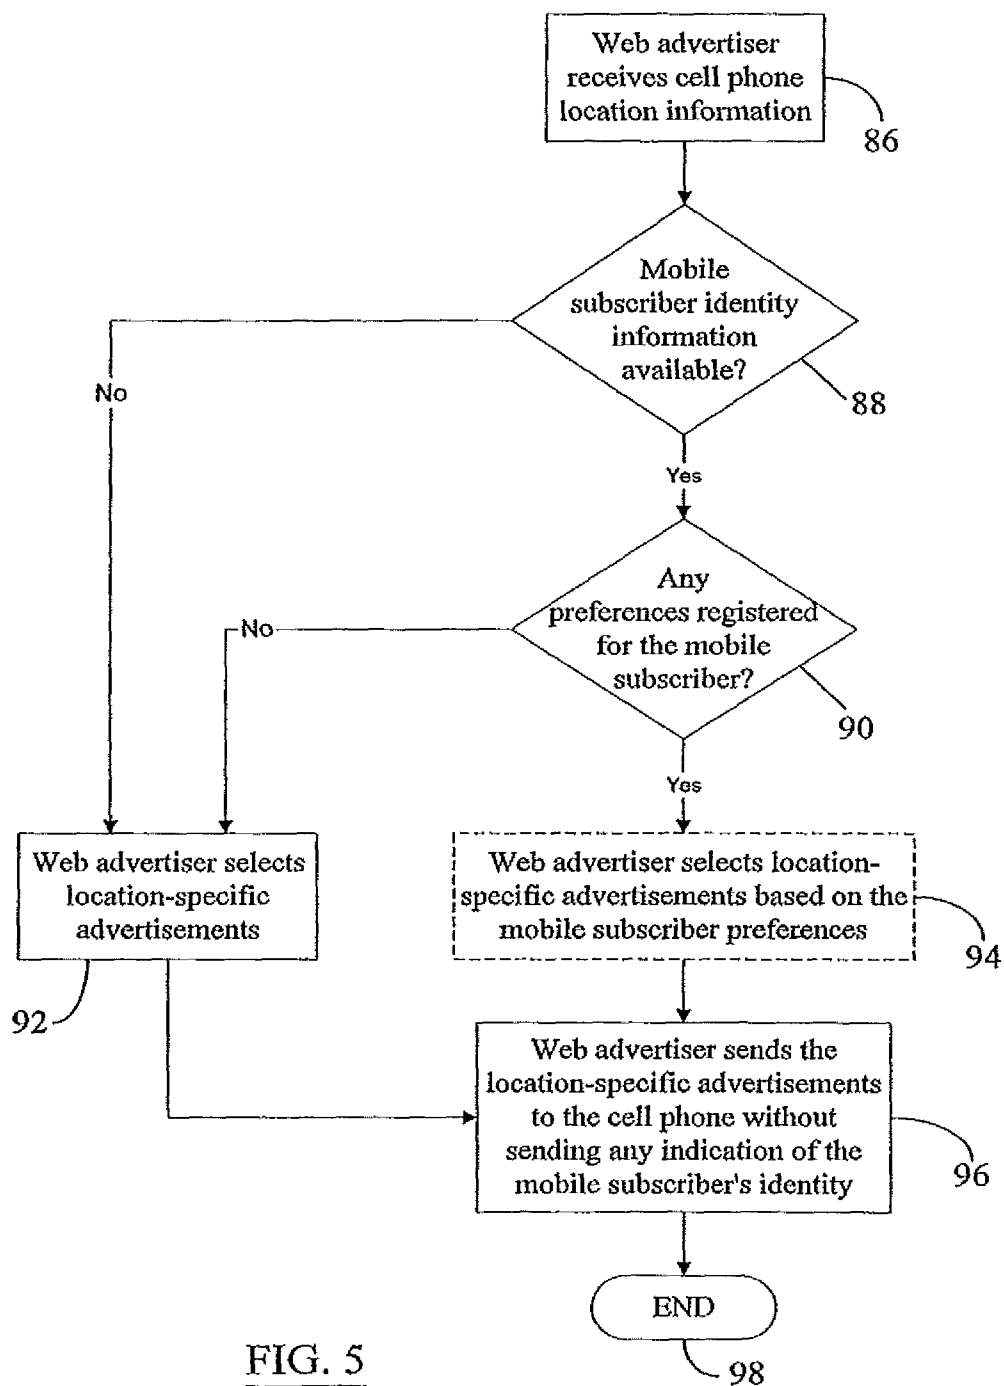 Web advertiser
receives cell phone
location information
86
Mobile
subscriber identity
information
available?
88
No
Yes
Any
preferences registered
for the mobile
subscriber?
90
No
Yes
Web advertiser selects
location-specific
advertisements
92
Web advertiser selects location-
specific advertisements based on the
mobile subscriber preferences
94
Web advertiser sends the
location-specific advertisements
to the cell phone without
sending any indication of the
mobile subscriber's identity
96
END
98
FIG. 5